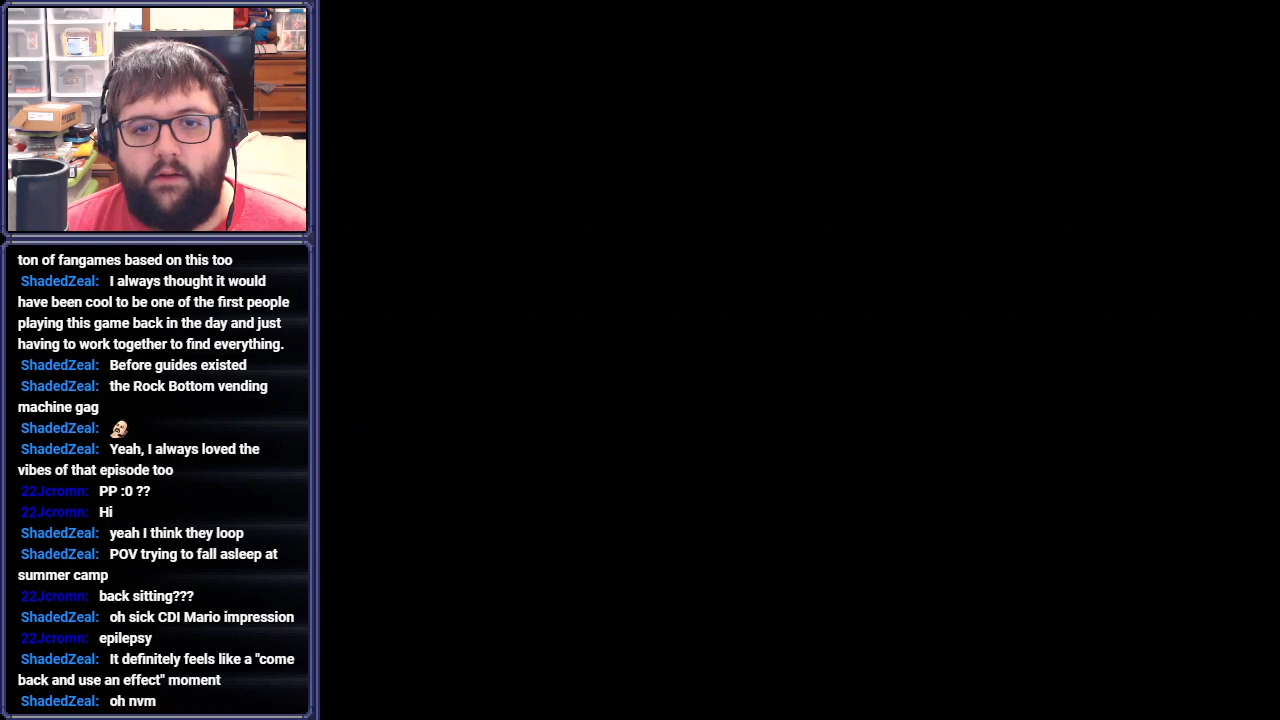 ton of fangames based on this too
ShadedZeal: I always thought it would
have been cool to be one of the first people
playing this game back in the day and just
having to work together to find everything.
ShadedZeal: Before guides existed
ShadedZeal: the Rock Bottom vending
machine gag
ShadedZeal:
ShadedZeal: Yeah, I always loved the
vibes of that episode too
22Jcromn: PP :0 ??
22Jcromn: Hi
ShadedZeal: yeah I think they loop
ShadedZeal: POV trying to fall asleep at
summer camp
22Jcromn: back sitting???
ShadedZeal: oh sick CDI Mario impression
22Jcromn: epilepsy
ShadedZeal: It definitely feels like a "come
back and use an effect" moment
ShadedZeal: oh nvm